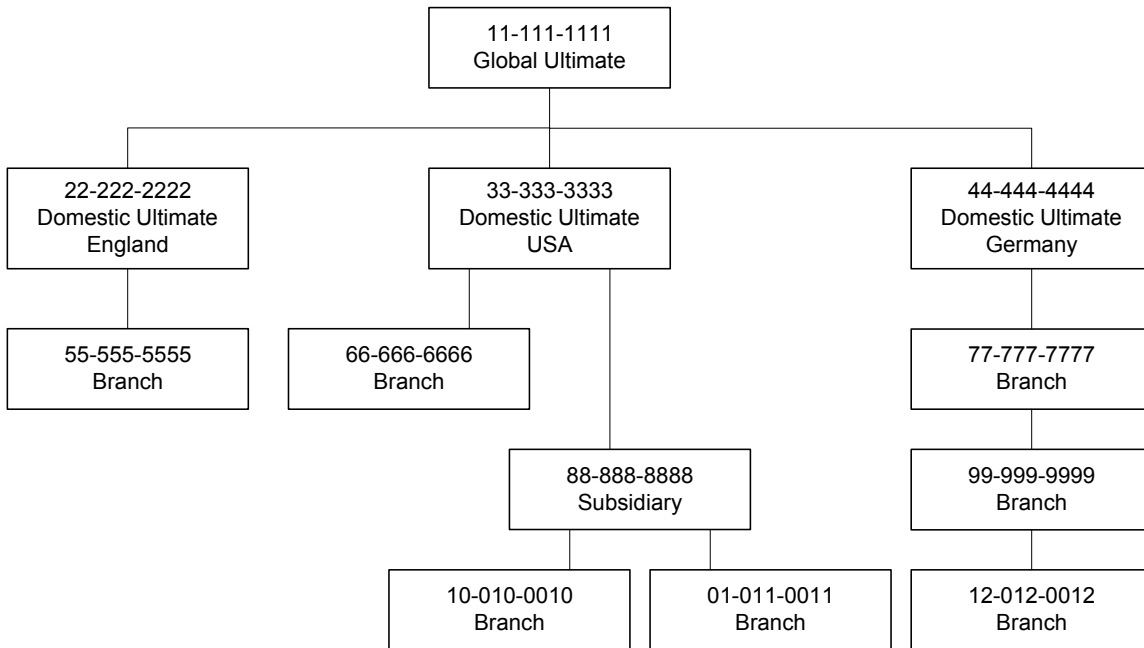 11-111-1111
Global Ultimate
22-222-2222
Domestic Ultimate
England
33-333-3333
Domestic Ultimate
USA
44-444-4444
Domestic Ultimate
Germany
55-555-5555
Branch
66-666-6666
Branch
77-777-7777
Branch
88-888-8888
Subsidiary
99-999-9999
Branch
10-010-0010
Branch
01-011-0011
Branch
12-012-0012
Branch